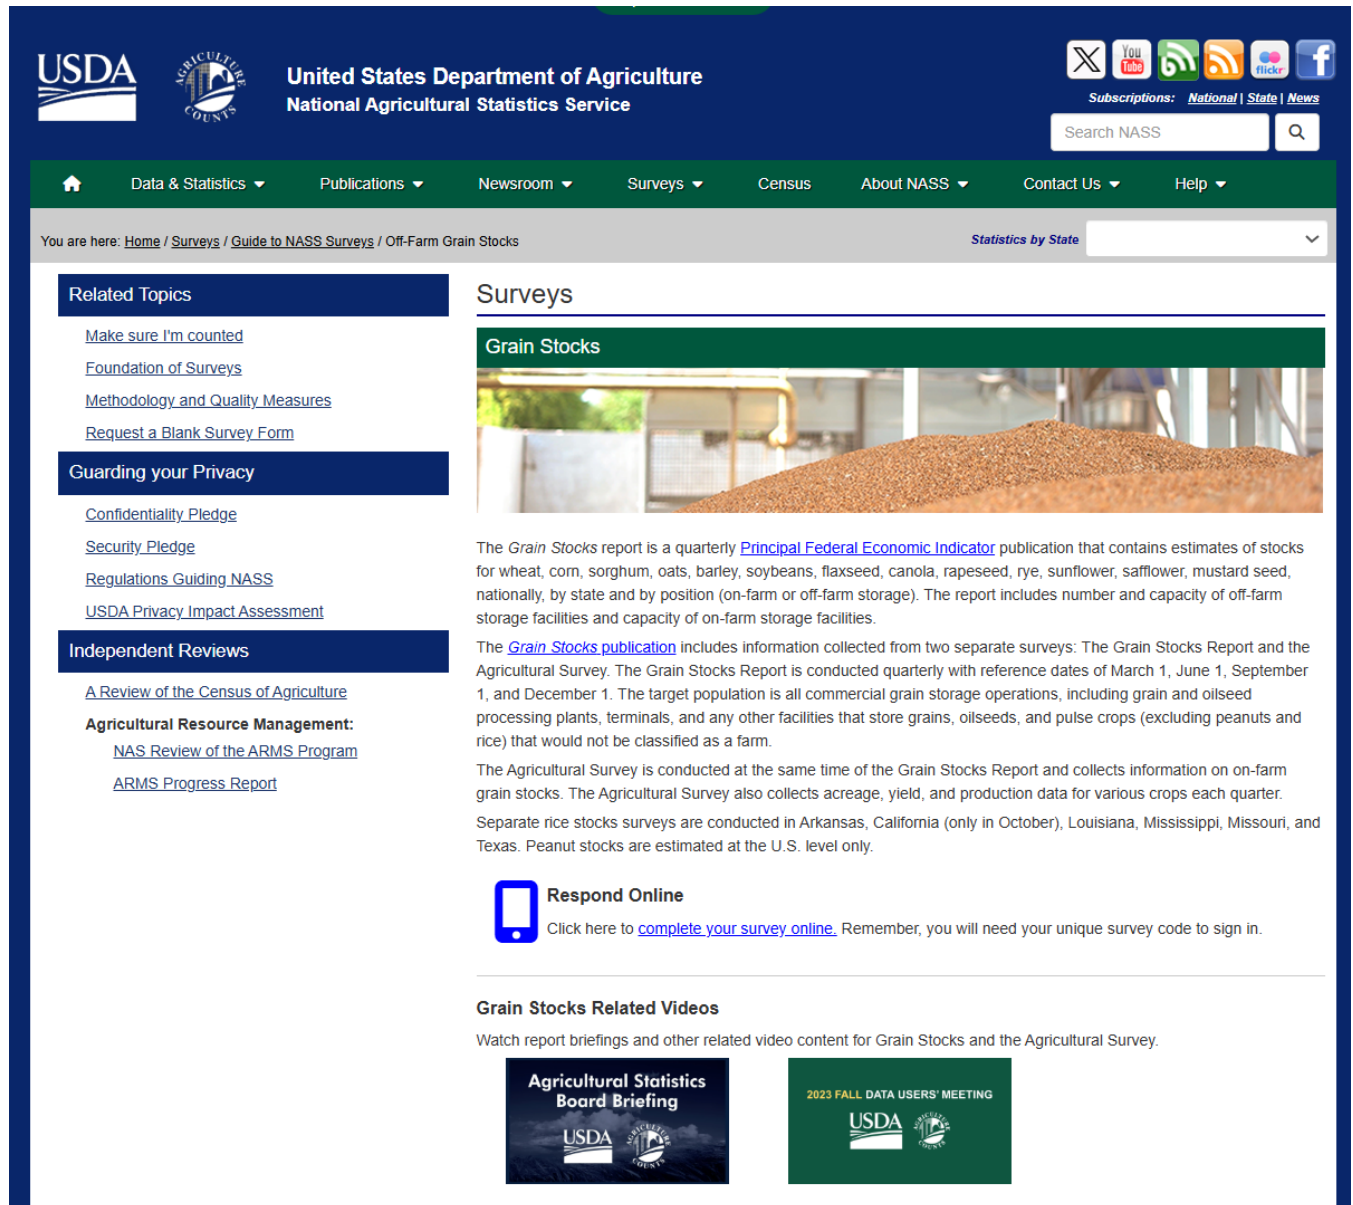 USDA
AGRICULTURE
COUNTS
United States Department of Agriculture
National Agricultural Statistics Service
You
Tube
flickr
Subscriptions: National | State | News
Search NASS
Data & Statistics
Publications
Newsroom
Surveys
Census
About NASS
Contact Us
Help
You are here: Home / Surveys / Guide to NASS Surveys / Off-Farm Grain Stocks
Statistics by State
Related Topics
Make sure I'm counted
Foundation of Surveys
Methodology and Quality Measures
Request a Blank Survey Form
Guarding your Privacy
Confidentiality Pledge
Security Pledge
Regulations Guiding NASS
USDA Privacy Impact Assessment
Independent Reviews
A Review of the Census of Agriculture
Agricultural Resource Management:
NAS Review of the ARMS Program
ARMS Progress Report
Surveys
Grain Stocks
The Grain Stocks report is a quarterly Principal Federal Economic Indicator publication that contains estimates of stocks
for wheat, corn, sorghum, oats, barley, soybeans, flaxseed, canola, rapeseed, rye, sunflower, safflower, mustard seed,
nationally, by state and by position (on-farm or off-farm storage). The report includes number and capacity of off-farm
storage facilities and capacity of on-farm storage facilities.
The Grain Stocks publication includes information collected from two separate surveys: The Grain Stocks Report and the
Agricultural Survey. The Grain Stocks Report is conducted quarterly with reference dates of March 1, June 1, September
1, and December 1. The target population is all commercial grain storage operations, including grain and oilseed
processing plants, terminals, and any other facilities that store grains, oilseeds, and pulse crops (excluding peanuts and
rice) that would not be classified as a farm.
The Agricultural Survey is conducted at the same time of the Grain Stocks Report and collects information on on-farm
grain stocks. The Agricultural Survey also collects acreage, yield, and production data for various crops each quarter.
Separate rice stocks surveys are conducted in Arkansas, California (only in October), Louisiana, Mississippi, Missouri, and
Texas. Peanut stocks are estimated at the U.S. level only.
Respond Online
Click here to complete your survey online. Remember, you will need your unique survey code to sign in.
Grain Stocks Related Videos
Watch report briefings and other related video content for Grain Stocks and the Agricultural Survey.
Agricultural Statistics
Board Briefing
USDA
AGRICULTURE
COUNTS
2023 FALL DATA USERS' MEETING
USDA
AGRICULTURE
COUNTS